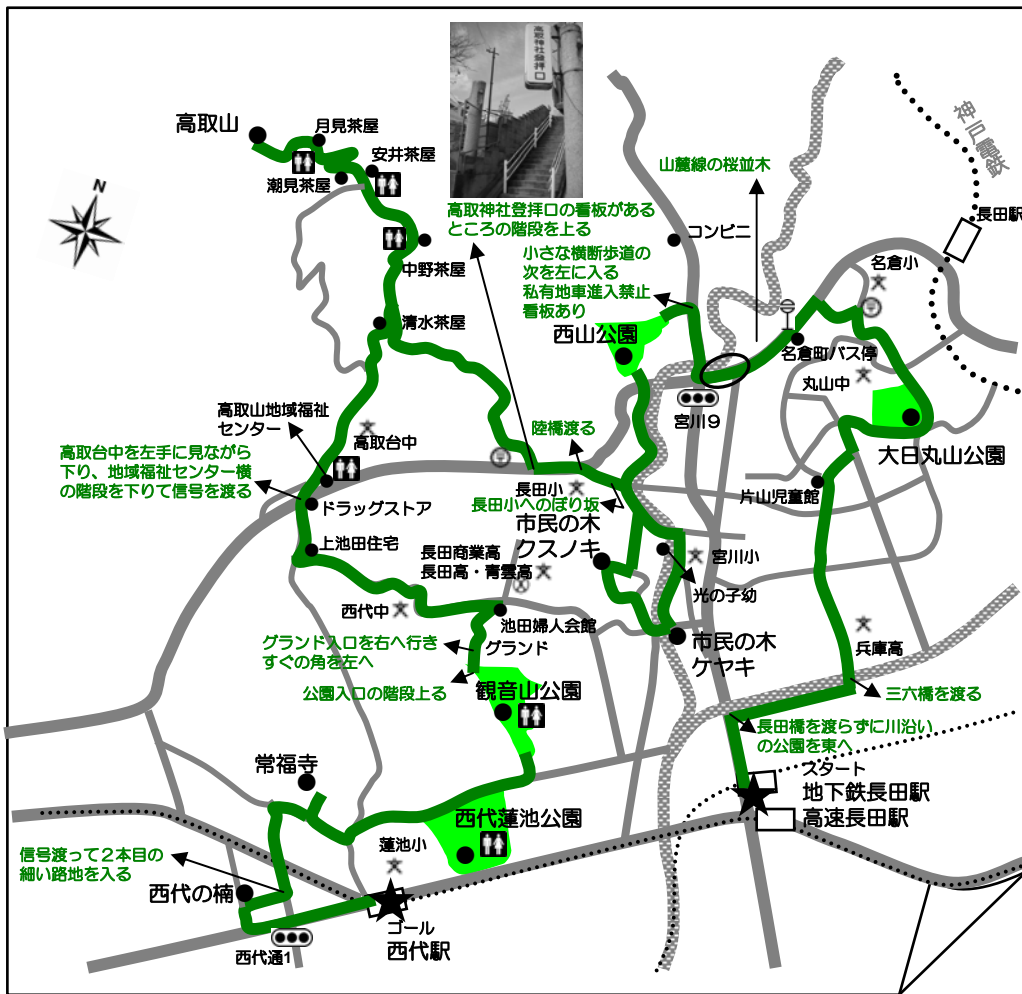 高取神社登拝口
N
高取山
月見茶屋
安井茶屋
潮見茶屋
中野茶屋
清水茶屋
高取神社登拝口の看板がある
ところの階段を上る
コンビニ
小さな横断歩道の
次を左に入る
私有地車進入禁止
看板あり
西山公園
山麓線の桜並木
神戸電鉄
長田駅
名倉小
名倉町バス停
丸山中
宮川9
大日丸山公園
片山児童館
高取山地域福祉
センター
高取台中
高取台中を左手に見ながら
下り、地域福祉センター横
の階段を下りて信号を渡る
ドラッグストア
上池田住宅
陸橋渡る
長田小
長田小へのぼり坂
市民の木
クスノキ
長田商業高
長田高・青雲高
宮川小
光の子幼
市民の木
ケヤキ
西代中
池田婦人会館
グランド
グランド入口を右へ行き
すぐの角を左へ
公園入口の階段上る
観音山公園
兵庫高
三六橋を渡る
長田橋を渡らずに川沿い
の公園を東へ
スタート
地下鉄長田駅
高速長田駅
常福寺
西代蓮池公園
蓮池小
信号渡って２本目の
細い路地を入る
西代の楠
ゴール
西代駅
西代通1